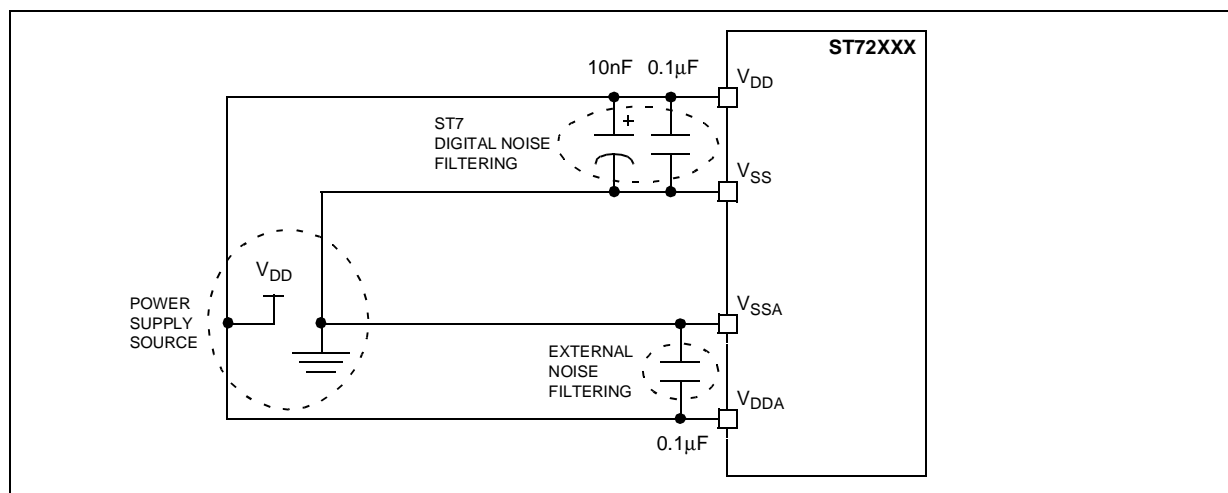 ST72XXX
10nF 0.1μF
VDD
+
ST7
DIGITAL NOISE
FILTERING
VSS
VDD
POWER
SUPPLY
SOURCE
VSSA
EXTERNAL
NOISE
FILTERING
VDDA
0.1μF